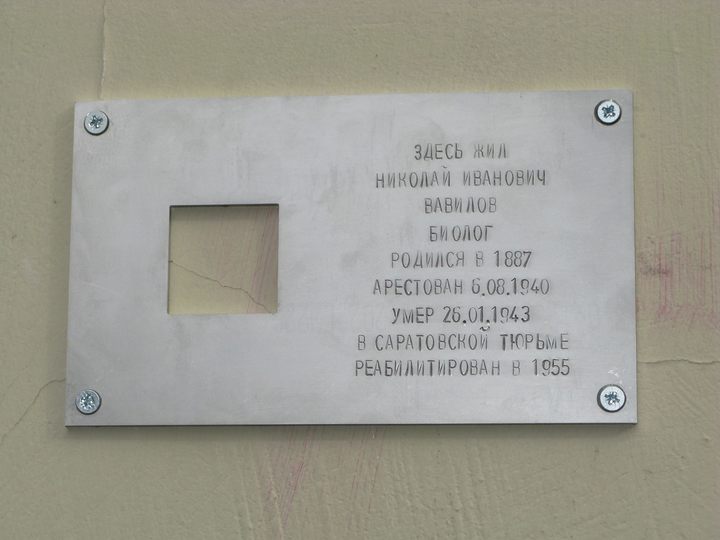 ЗДЕСЬ ЖИЛ
НИКОЛАЙ ИВАНОВИЧ
ВАВИЛОВ
БИОЛОГ
РОДИЛСЯ В 1887
АРЕСТОВАН 6.08.1940
УМЕР 26.01.1943
В САРАТОВСКОЙ ТЮРЬМЕ
РЕАБИЛИТИРОВАН В 1955